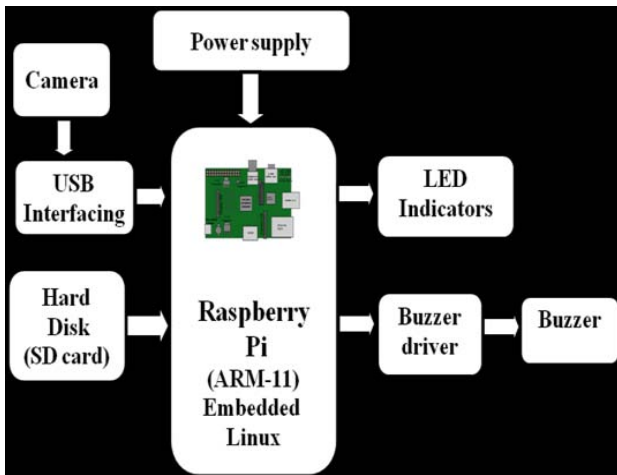 Power supply
Camera
USB
Interfacing
LED
Indicators
Hard
Disk
(SD card)
Raspberry
Pi
(ARM-11)
Embedded
Linux
Buzzer
driver
Buzzer